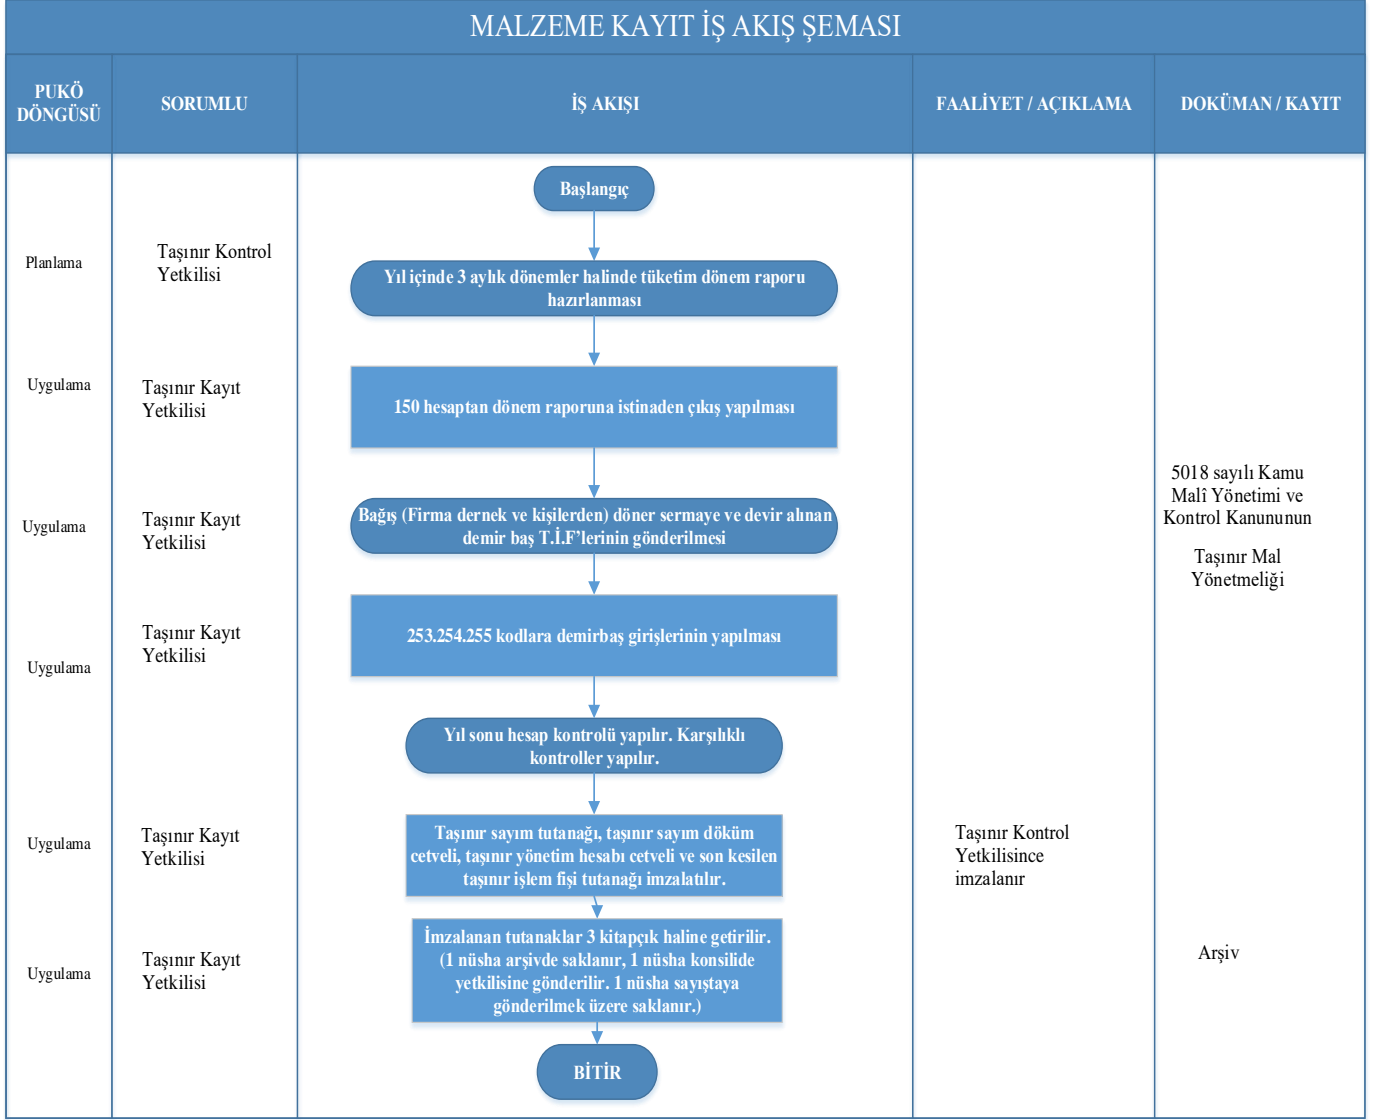 MALZEME KAYIT İŞ AKIŞ ŞEMASI
PUKÖ
DÖNGÜSÜ
SORUMLU
İŞ AKIŞI
FAALİYET / AÇIKLAMA
DOKÜMAN / KAYIT
Başlangıç
Planlama
Taşınır Kontrol
Yetkilisi
Yıl içinde 3 aylık dönemler halinde tüketim dönem raporu
hazırlanması
Uygulama
Taşınır Kayıt
Yetkilisi
150 hesaptan dönem raporuna istinaden çıkış yapılması
5018 sayılı Kamu
Malî Yönetimi ve
Kontrol Kanununun
Taşınır Mal
Yönetmeliği
Uygulama
Taşınır Kayıt
Yetkilisi
Bağış (Firma dernek ve kişilerden) döner sermaye ve devir alınan
demir baş T.İ.F'lerinin gönderilmesi
Uygulama
Taşınır Kayıt
Yetkilisi
253.254.255 kodlara demirbaş girişlerinin yapılması
Yıl sonu hesap kontrolü yapılır. Karşılıklı
kontroller yapılır.
Uygulama
Taşınır Kayıt
Yetkilisi
Taşınır sayım tutanağı, taşınır sayım döküm
cetveli, taşınır yönetim hesabı cetveli ve son kesilen
taşınır işlem fişi tutanağı imzalatılır.
Taşınır Kontrol
Yetkilisince
imzalanır
Uygulama
Taşınır Kayıt
Yetkilisi
İmzalanan tutanaklar 3 kitapçık haline getirilir.
(1 nüsha arşivde saklanır, 1 nüsha konsilide
yetkilisine gönderilir. 1 nüsha sayıştaya
gönderilmek üzere saklanır.)
Arşiv
BİTİR